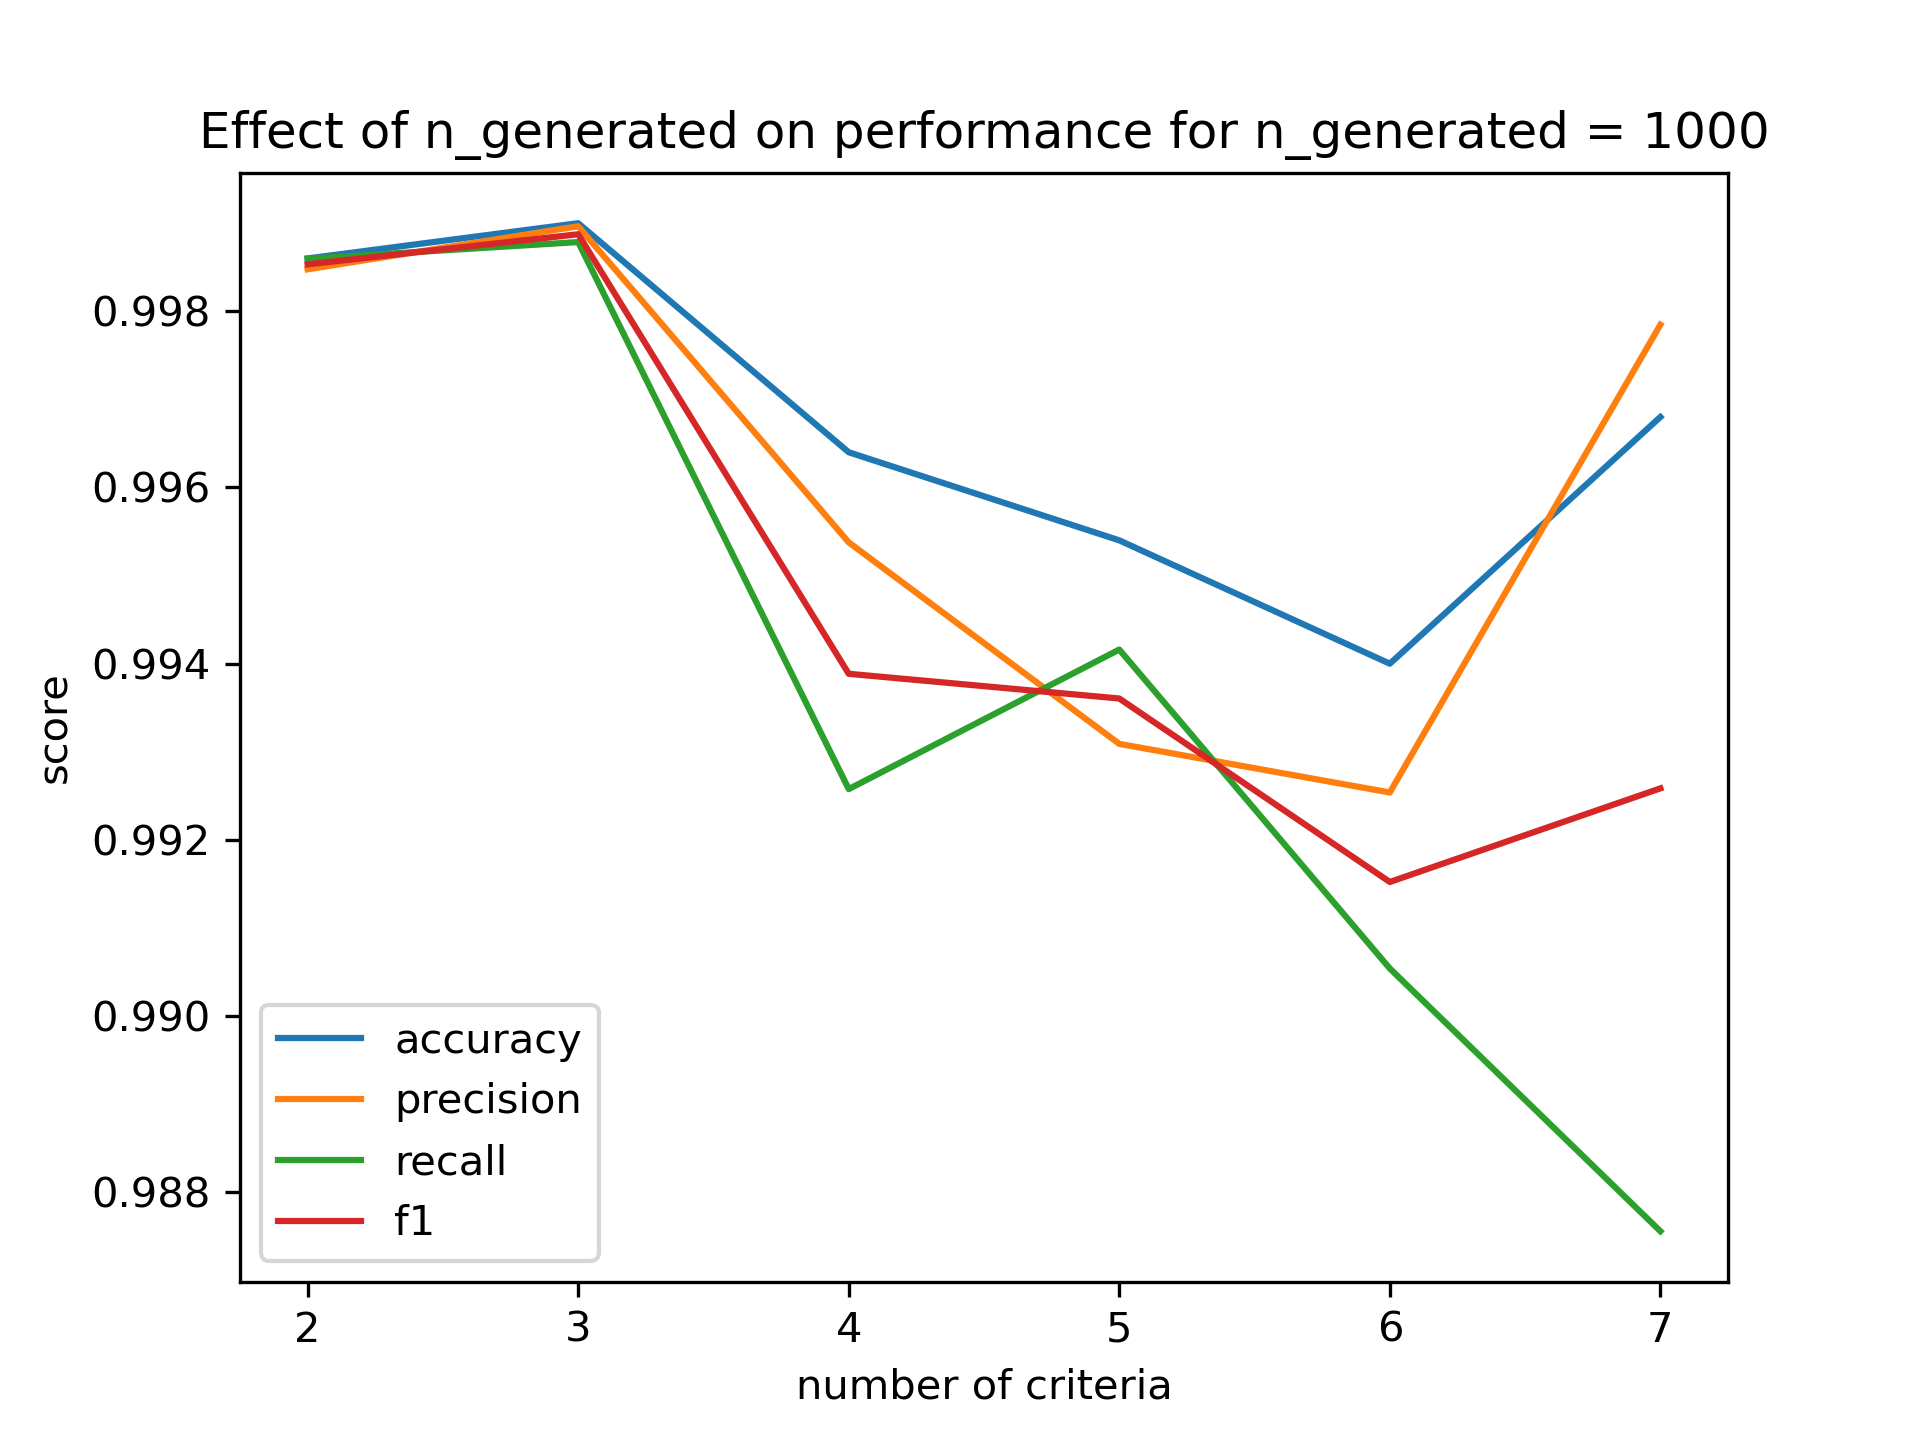 Effect of n_generated on performance for n_generated = 1000
score
0.998
0.996
0.994
0.992
0.990
0.988
accuracy
precision
recall
f1
2 3 4 5 6 7
number of criteria